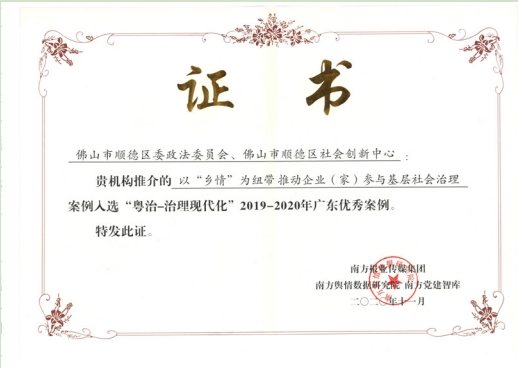 证 书
佛山市顺德区委政法委员会、佛山市顺德区社会创新中心：
贵机构推介的 以“乡情”为纽带推动企业（家）参与基层社会治理
案例入选“粤治-治理现代化”2019-2020年广东优秀案例。
特发此证。
南方报业传媒集团
南方舆情数据研究院 南方党建智库
二〇二〇年十一月